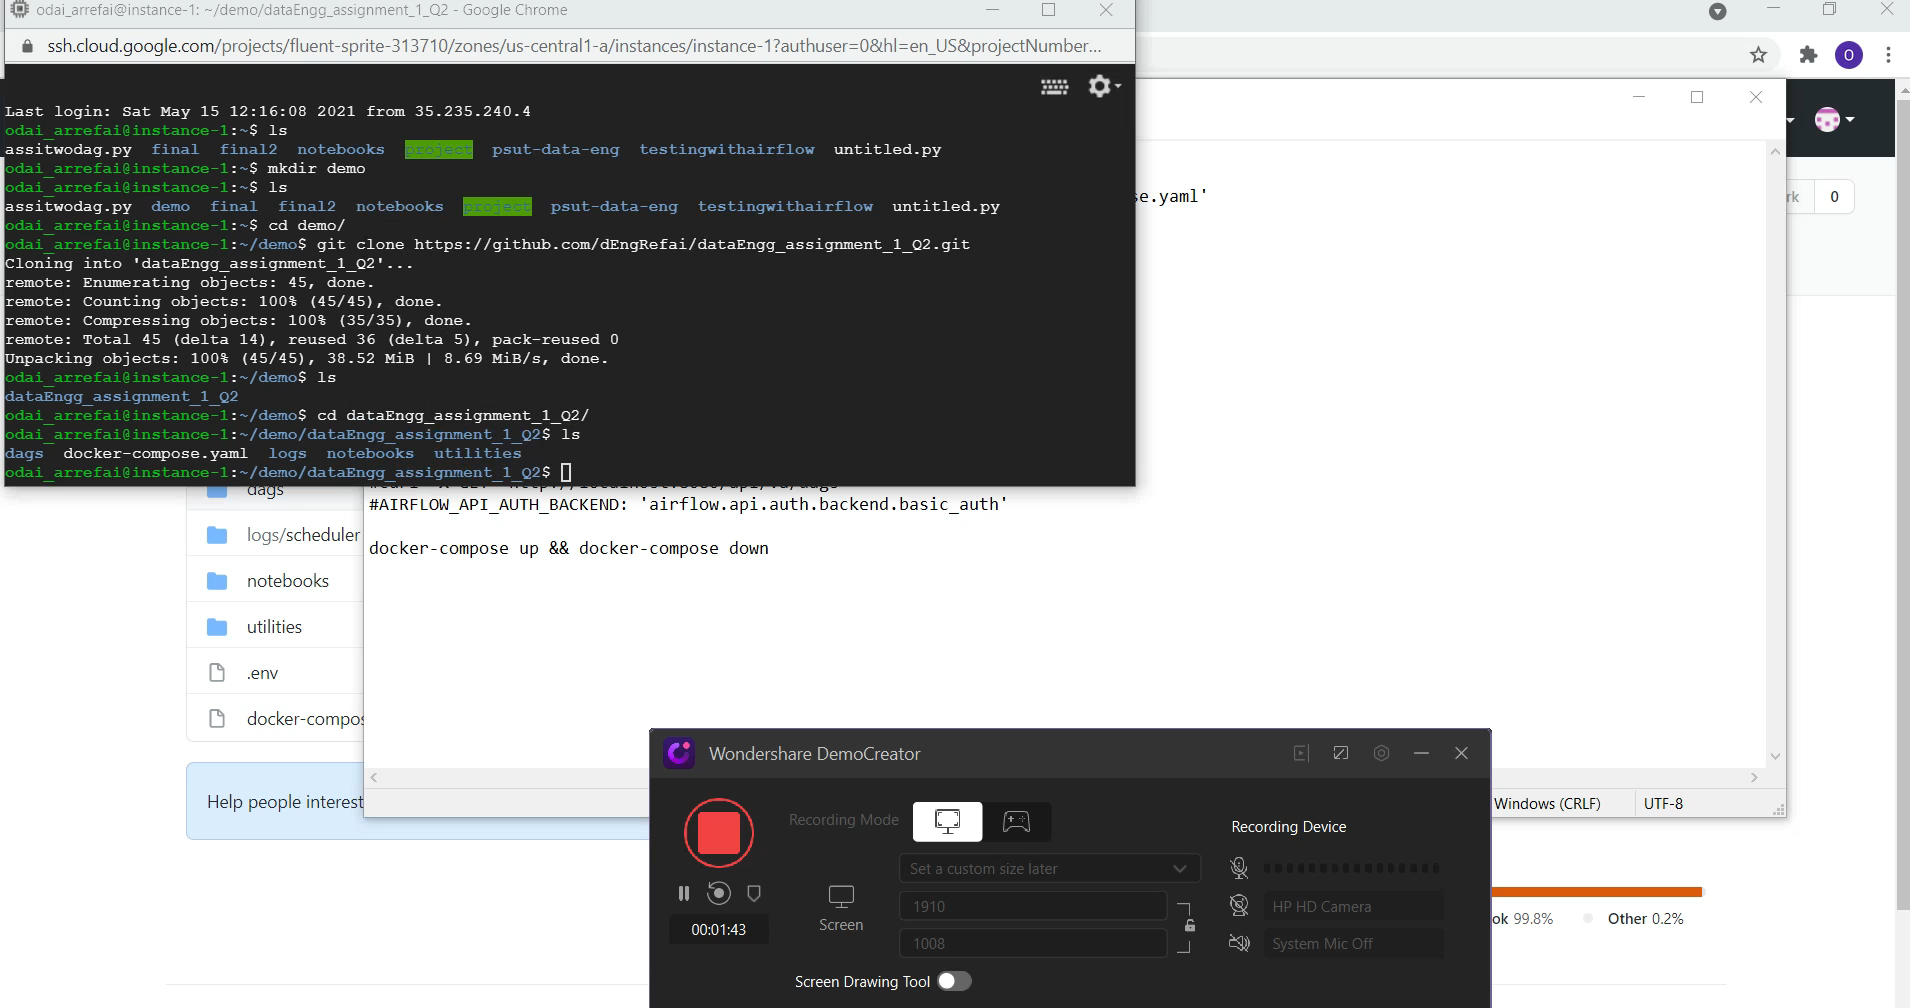 odai_arrefai@instance-1: ~/demo/dataEngg_assignment_1_Q2 - Google Chrome
ssh.cloud.google.com/projects/fluent-sprite-313710/zones/us-central1-a/instances/instance-1?authuser=0&hl=en_US&projectNumber...
O
Last login: Sat May 15 12:16:08 2021 from 35.235.240.4
odai_arrefai@instance-1:~$ ls
assitwodag.py final final2 notebooks project psut-data-eng testingwithairflow untitled.py
odai_arrefai@instance-1:~$ mkdir demo
odai_arrefai@instance-1:~$ ls
assitwodag.py demo final final2 notebooks project psut-data-eng testingwithairflow untitled.py
odai_arrefai@instance-1:~$ cd demo/
odai_arrefai@instance-1:~/demo$ git clone https://github.com/dEngRefai/dataEngg_assignment_1_Q2.git
Cloning into 'dataEngg_assignment_1_Q2'...
remote: Enumerating objects: 45, done.
remote: Counting objects: 100% (45/45), done.
remote: Compressing objects: 100% (35/35), done.
remote: Total 45 (delta 14), reused 36 (delta 5), pack-reused 0
Unpacking objects: 100% (45/45), 38.52 MiB | 8.69 MiB/s, done.
odai_arrefai@instance-1:~/demo$ ls
dataEngg_assignment_1_Q2
odai_arrefai@instance-1:~/demo$ cd dataEngg_assignment_1_Q2/
odai_arrefai@instance-1:~/demo/dataEngg_assignment_1_Q2$ ls
dags docker-compose.yaml logs notebooks utilities
odai_arrefai@instance-1:~/demo/dataEngg_assignment_1_Q2$
se.yaml'
rk 0
dags
logs/scheduler
notebooks
utilities
.env
docker-compos
Help people interest
#AIRFLOW_API_AUTH_BACKEND: 'airflow.api.auth.backend.basic_auth'
docker-compose up && docker-compose down
Windows (CRLF) UTF-8
Wondershare DemoCreator
Recording Mode
Set a custom size later
1910
1008
Screen
00:01:43
Screen Drawing Tool
Recording Device
HP HD Camera
System Mic Off
ok 99.8% Other 0.2%